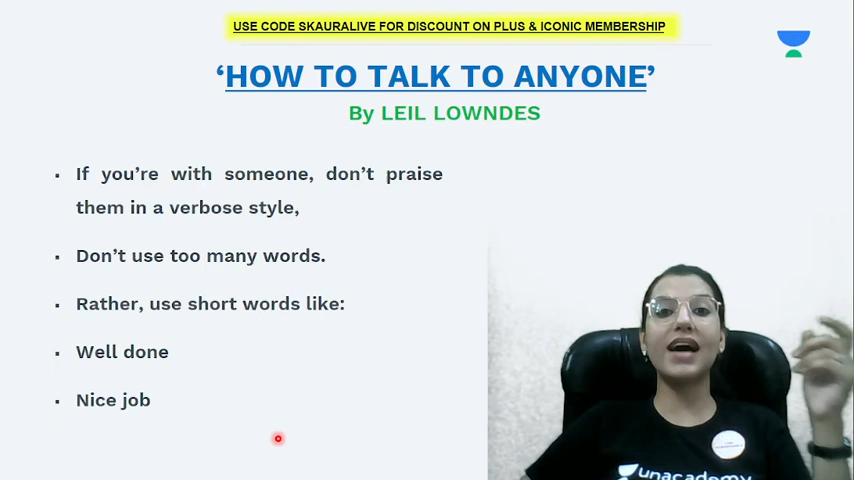 USE CODE SKAURALIVE FOR DISCOUNT ON PLUS & ICONIC MEMBERSHIP
‘HOW TO TALK TO ANYONE’
By LEIL LOWNDES
▪ If you’re with someone, don’t praise
them in a verbose style,
▪ Don’t use too many words.
▪ Rather, use short words like:
▪ Well done
▪ Nice job
unacademy